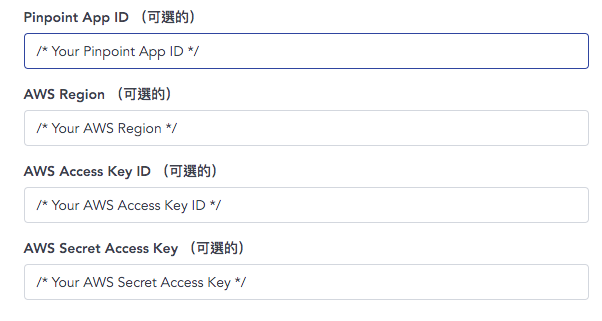 Pinpoint App ID （可選的）
/* Your Pinpoint App ID */
AWS Region （可選的）
/* Your AWS Region */
AWS Access Key ID （可選的）
/* Your AWS Access Key ID */
AWS Secret Access Key （可選的）
/* Your AWS Secret Access Key */